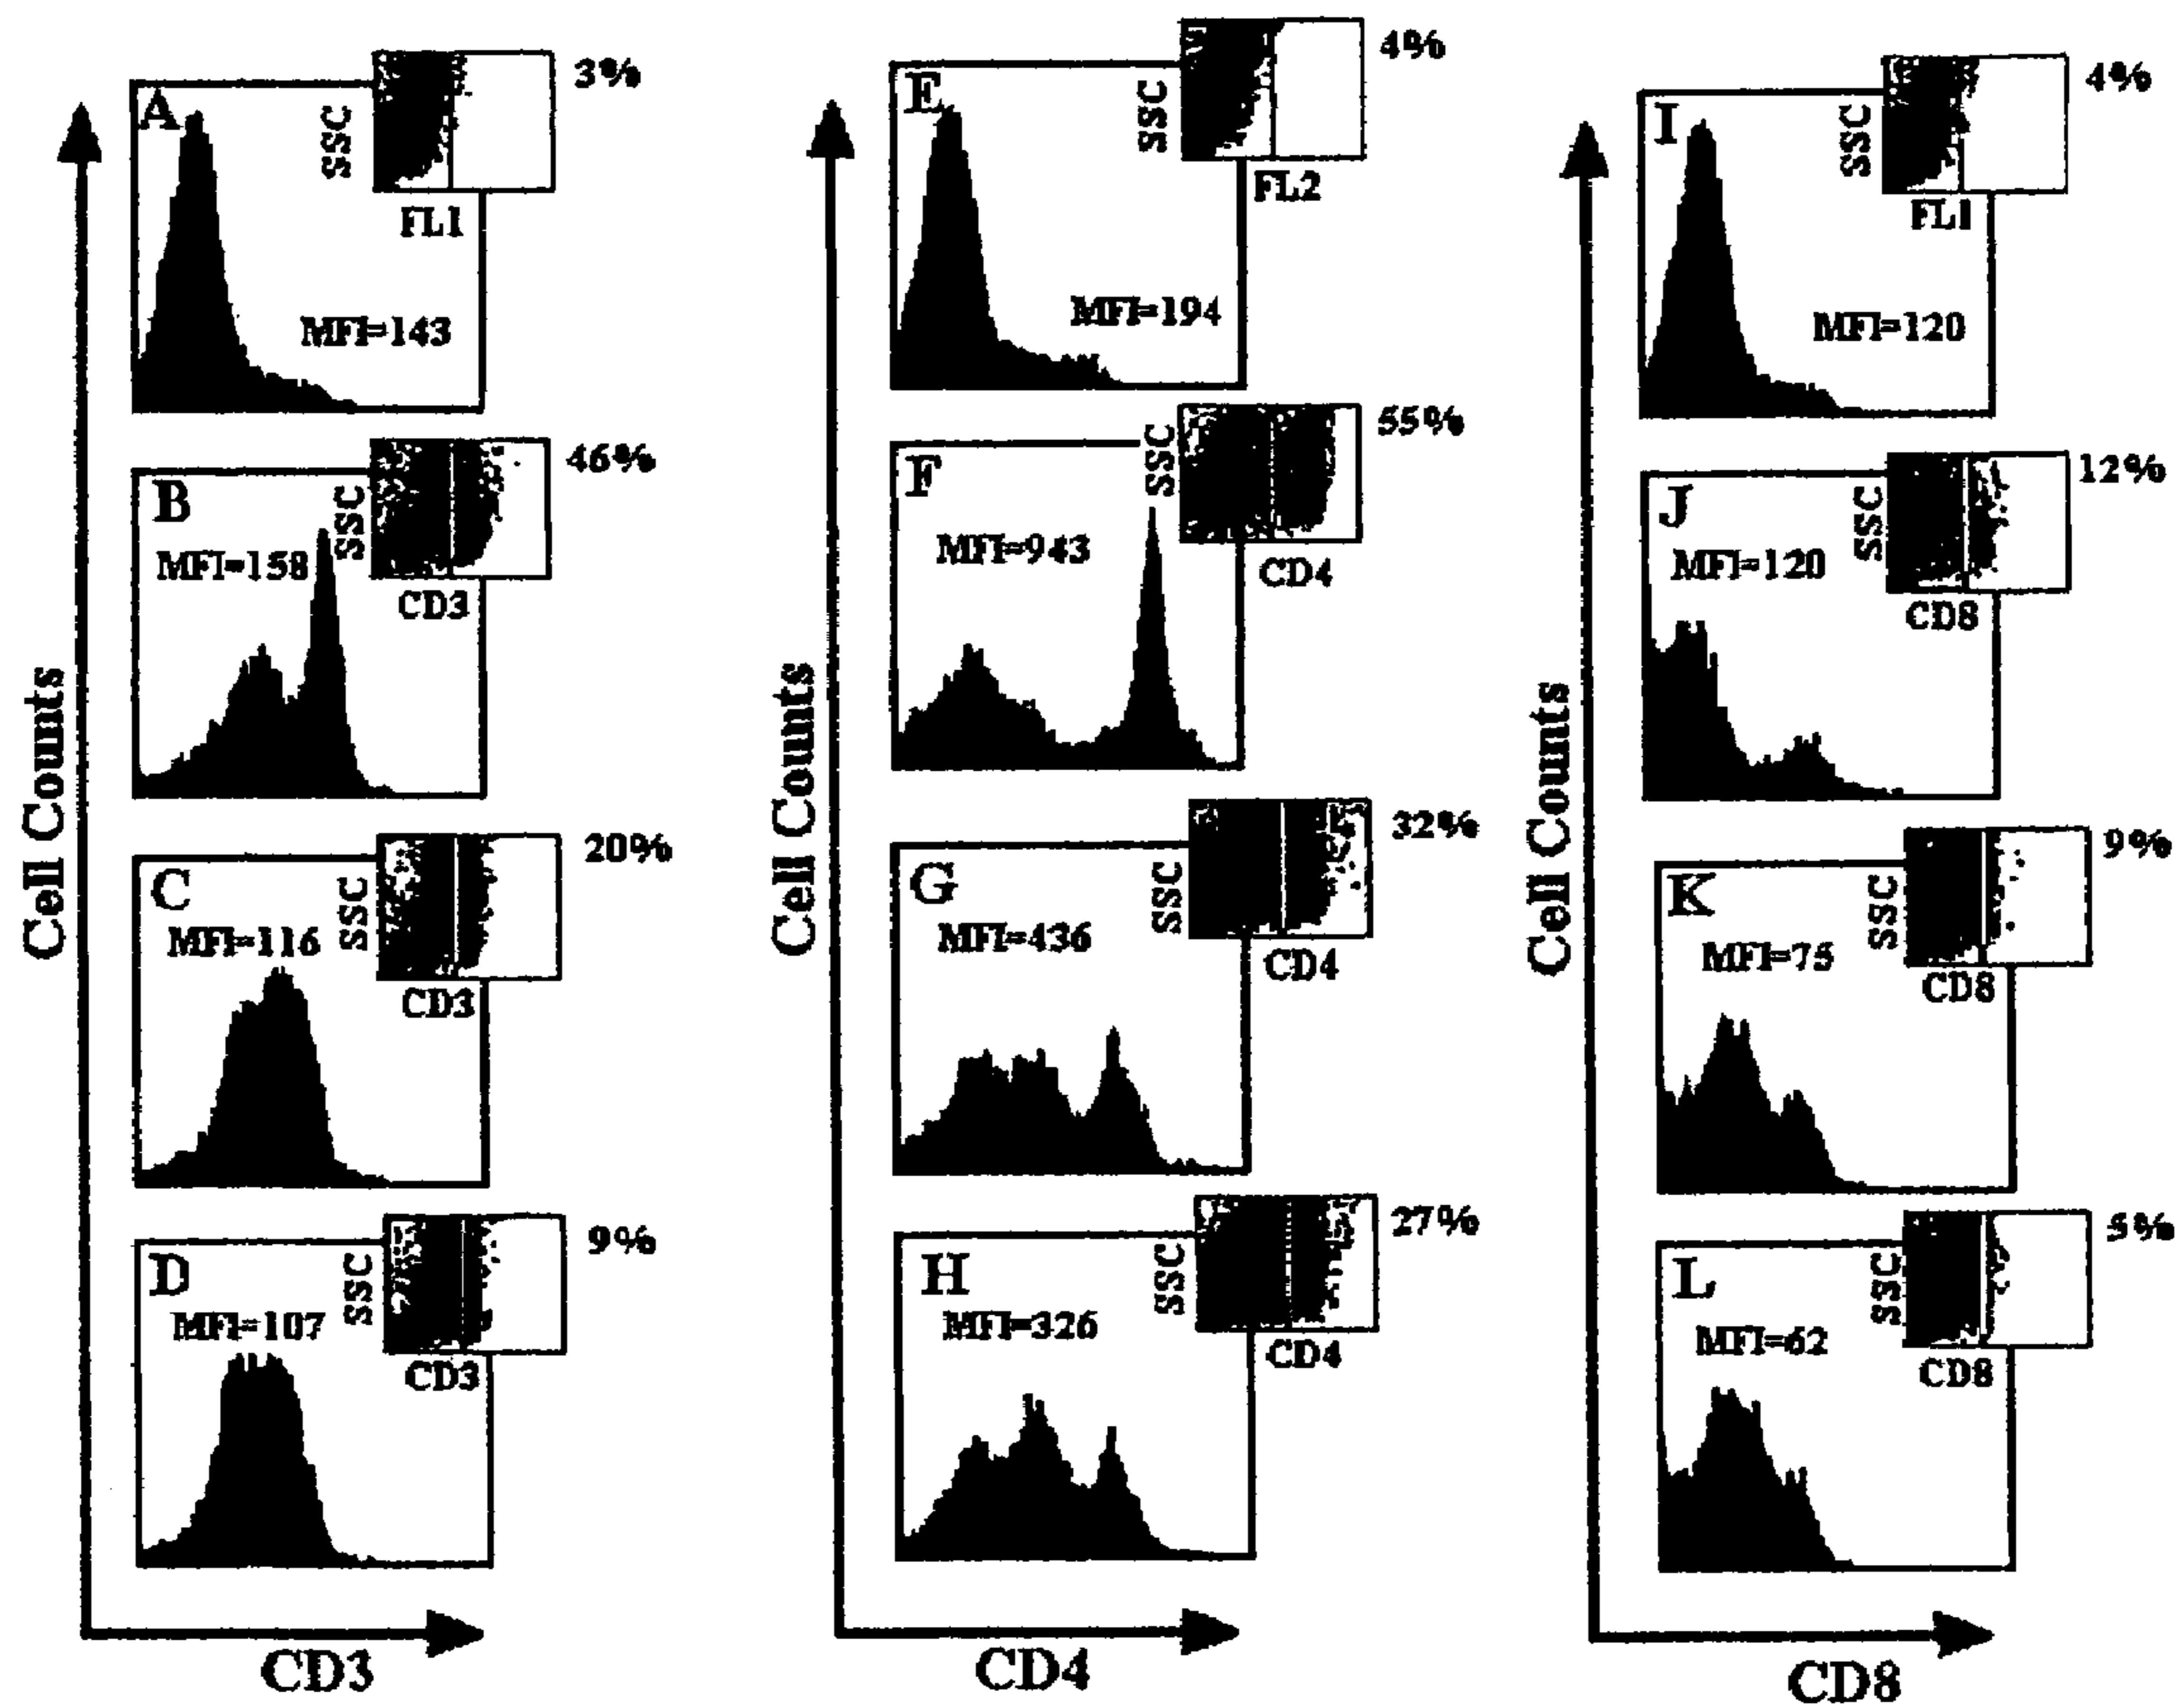 A
SSC
FL1
3%
MFI=143
B
SSC
CD3
46%
MFI=158
C
SSC
CD3
20%
MFI=116
D
SSC
CD3
9%
MFI=107
Cell Counts
CD3
E
SSC
FL2
4%
MFI=194
F
SSC
CD4
55%
MFI=943
G
SSC
CD4
32%
MFI=436
H
SSC
CD4
27%
MFI=326
Cell Counts
CD4
I
SSC
FL1
4%
MFI=120
J
SSC
CD8
12%
MFI=120
K
SSC
CD8
9%
MFI=75
L
SSC
CD8
5%
MFI=62
Cell Counts
CD8